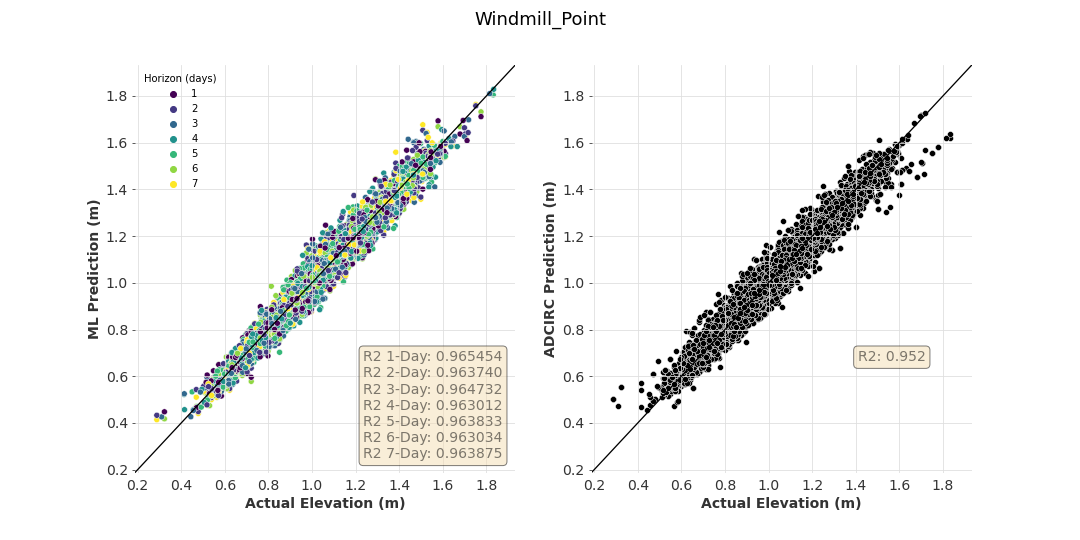 Windmill_Point
Horizon (days)
1
2
3
4
5
6
7
ML Prediction (m)
1.8
1.6
1.4
1.2
1.0
0.8
0.6
0.4
0.2
R2 1-Day: 0.965454
R2 2-Day: 0.963740
R2 3-Day: 0.964732
R2 4-Day: 0.963012
R2 5-Day: 0.963833
R2 6-Day: 0.963034
R2 7-Day: 0.963875
0.2 0.4 0.6 0.8 1.0 1.2 1.4 1.6 1.8
Actual Elevation (m)
ADCIRC Prediction (m)
1.8
1.6
1.4
1.2
1.0
0.8
0.6
0.4
0.2
R2: 0.952
0.2 0.4 0.6 0.8 1.0 1.2 1.4 1.6 1.8
Actual Elevation (m)